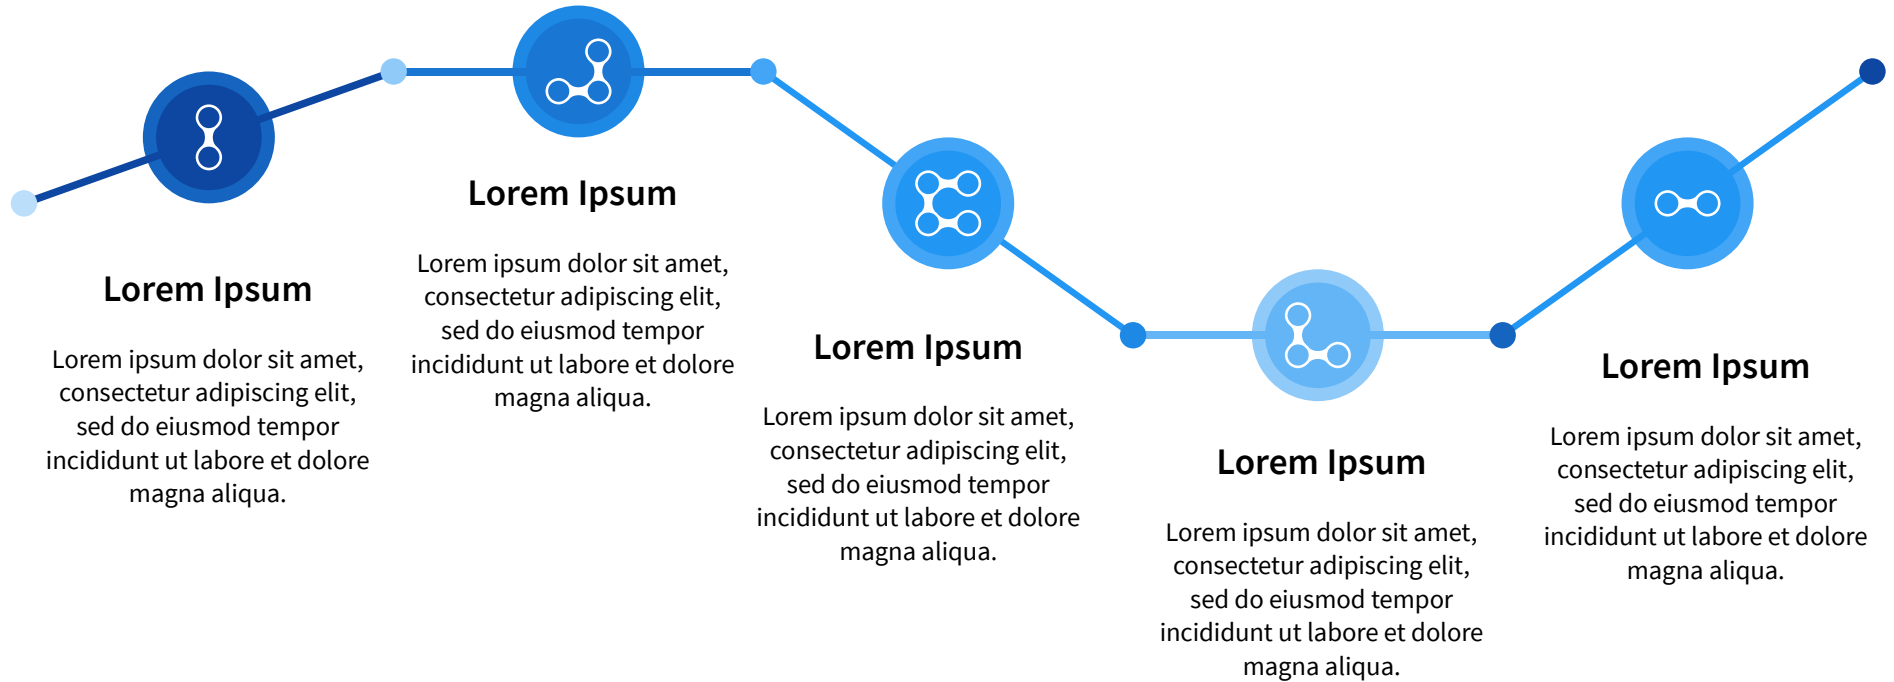 Lorem Ipsum
Lorem ipsum dolor sit amet,
consectetur adipiscing elit,
sed do eiusmod tempor
incididunt ut labore et dolore
magna aliqua.
Lorem Ipsum
Lorem ipsum dolor sit amet,
consectetur adipiscing elit,
sed do eiusmod tempor
incididunt ut labore et dolore
magna aliqua.
Lorem Ipsum
Lorem ipsum dolor sit amet,
consectetur adipiscing elit,
sed do eiusmod tempor
incididunt ut labore et dolore
magna aliqua.
Lorem Ipsum
Lorem ipsum dolor sit amet,
consectetur adipiscing elit,
sed do eiusmod tempor
incididunt ut labore et dolore
magna aliqua.
Lorem Ipsum
Lorem ipsum dolor sit amet,
consectetur adipiscing elit,
sed do eiusmod tempor
incididunt ut labore et dolore
magna aliqua.